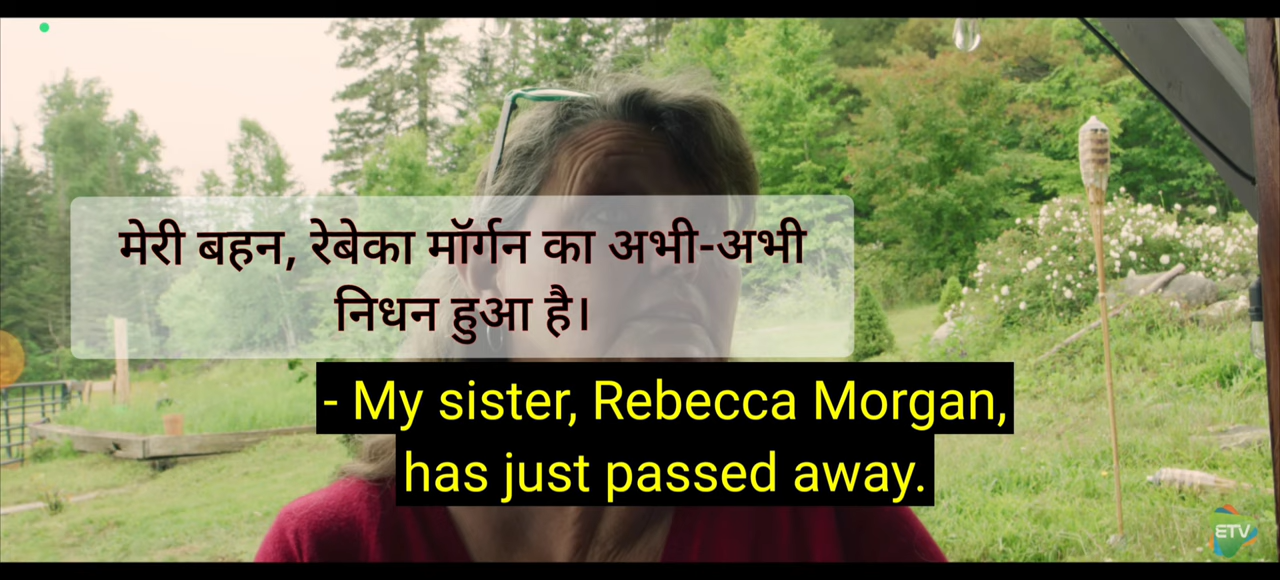 मेरी बहन, रेबेका मॉर्गन का अभी-अभी
निधन हुआ है।
- My sister, Rebecca Morgan,
has just passed away.
ETV